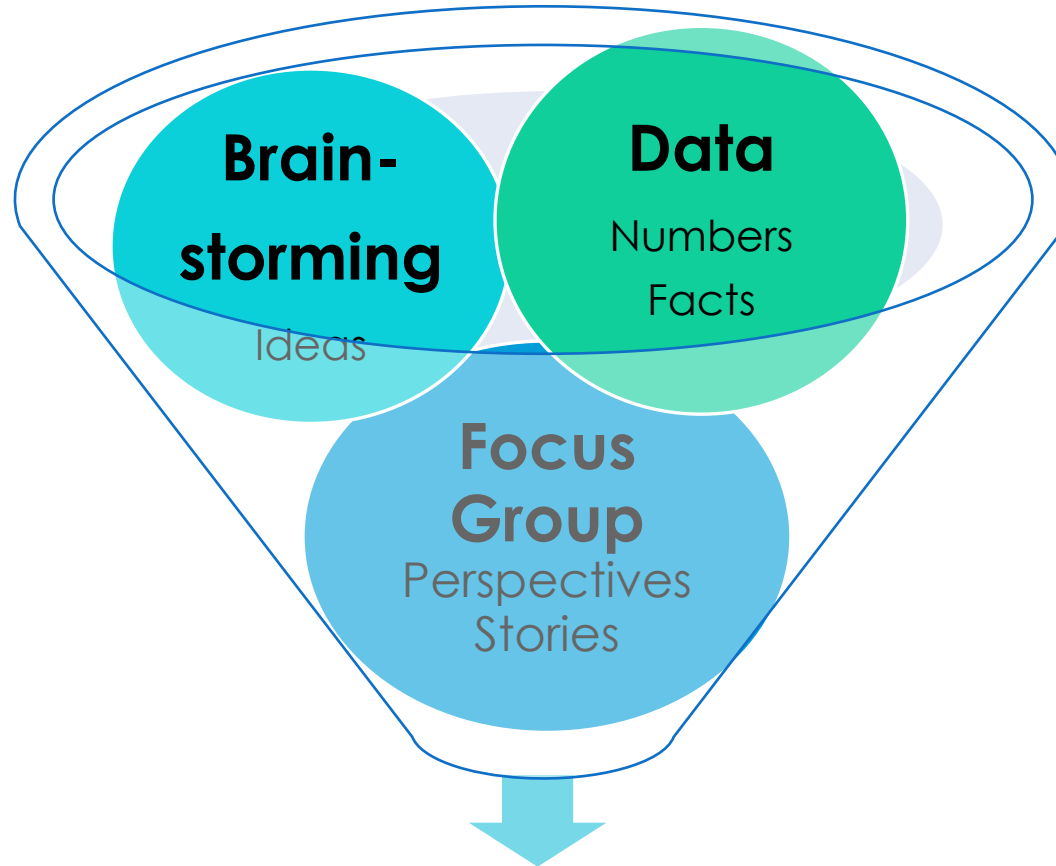 Brain-
storming
Ideas
Data
Numbers
Facts
Focus
Group
Perspectives
Stories